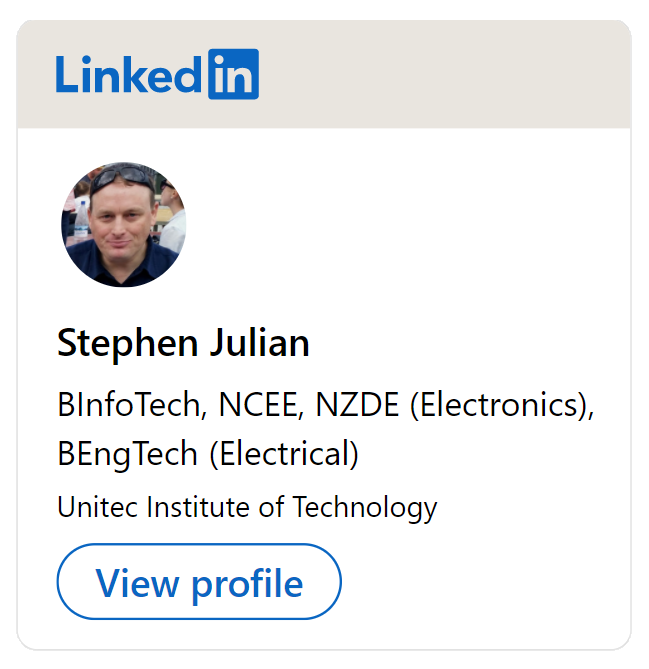 LinkedIn
Stephen Julian
BInfoTech, NCEE, NZDE (Electronics),
BEngTech (Electrical)
Unitec Institute of Technology
View profile